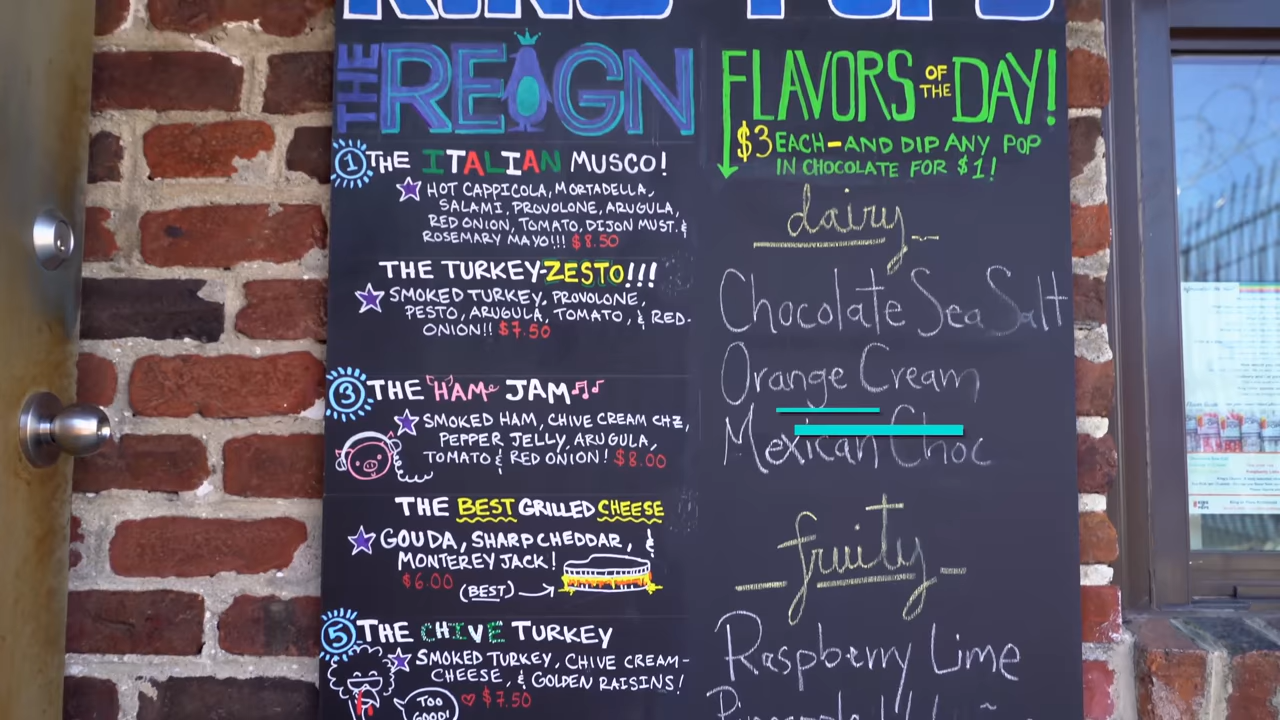 KING POPS
THE REIGN
1 THE ITALIAN MUSCO!
HOT CAPPICOLA, MORTADELLA,
SALAMI, PROVOLONE, ARUGULA,
RED ONION, TOMATO, DIJON MUST. &
ROSEMARY MAYO!!! $8.50
THE TURKEY-ZESTO!!!
SMOKED TURKEY, PROVOLONE,
PESTO, ARUGULA, TOMATO, & RED-
ONION!! $7.50
3 THE HAM JAM
SMOKED HAM, CHIVE CREAM CHZ,
PEPPER JELLY, ARUGULA,
TOMATO & RED ONION! $8.00
THE BEST GRILLED CHEESE
GOUDA, SHARP CHEDDAR, &
MONTEREY JACK!
$6.00
(BEST)
5 THE CHIVE TURKEY
SMOKED TURKEY, CHIVE CREAM-
CHEESE, & GOLDEN RAISINS!
$7.50
TOO
GOOD!
FLAVORS OF THE DAY!
$3 EACH-AND DIP ANY POP
IN CHOCOLATE FOR $1!
dairy
Chocolate Sea Salt
Orange Cream
Mexican Choc
fruity
Raspberry Lime